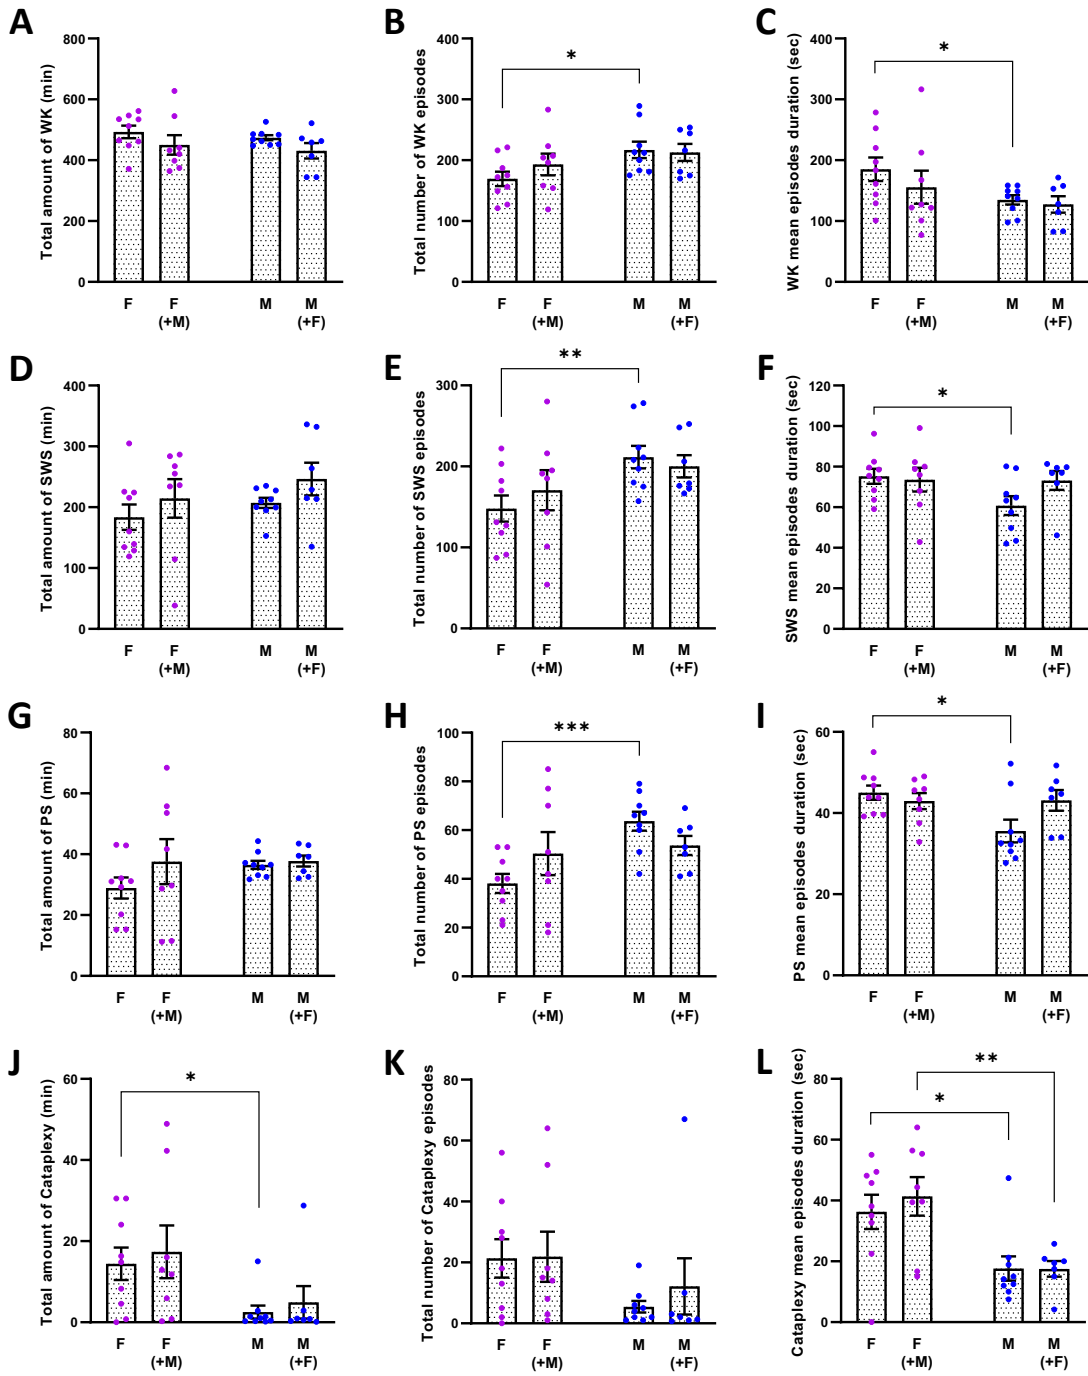 A
Total amount of WK (min)
800
600
400
200
0
F
F
(+M)
M
M
(+F)
B
Total number of WK episodes
400
300
200
100
0
*
F
F
(+M)
M
M
(+F)
C
WK mean episodes duration (sec)
400
300
200
100
0
*
F
F
(+M)
M
M
(+F)
D
Total amount of SWS (min)
400
300
200
100
0
F
F
(+M)
M
M
(+F)
E
Total number of SWS episodes
300
200
100
0
**
F
F
(+M)
M
M
(+F)
F
SWS mean episodes duration (sec)
120
100
80
60
40
20
0
*
F
F
(+M)
M
M
(+F)
G
Total amount of PS (min)
80
60
40
20
0
F
F
(+M)
M
M
(+F)
H
Total number of PS episodes
100
80
60
40
20
0
***
F
F
(+M)
M
M
(+F)
I
PS mean episodes duration (sec)
60
40
20
0
*
F
F
(+M)
M
M
(+F)
J
Total amount of Cataplexy (min)
60
40
20
0
*
F
F
(+M)
M
M
(+F)
K
Total number of Cataplexy episodes
80
60
40
20
0
F
F
(+M)
M
M
(+F)
L
Cataplexy mean episodes duration (sec)
80
60
40
20
0
**
*
F
F
(+M)
M
M
(+F)